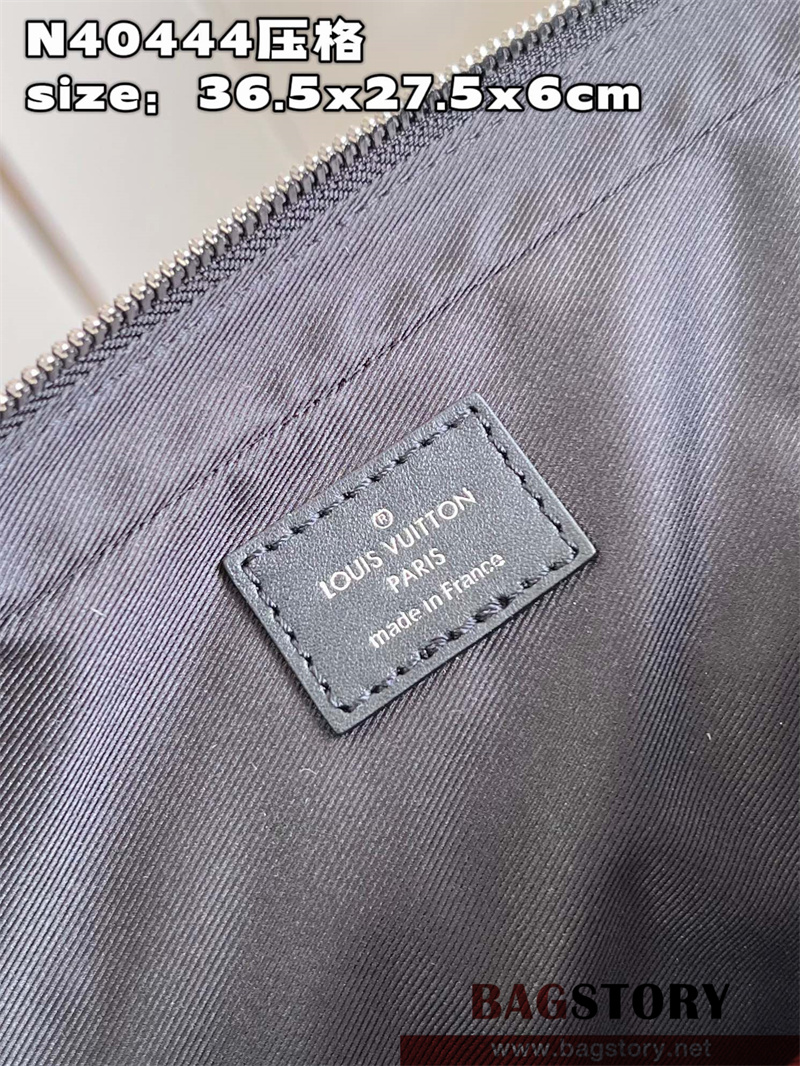 N40444压格
size: 36.5x27.5x6cm
®
LOUIS VUITTON
PARIS
made in France
BAGSTORY
www.bagstory.net